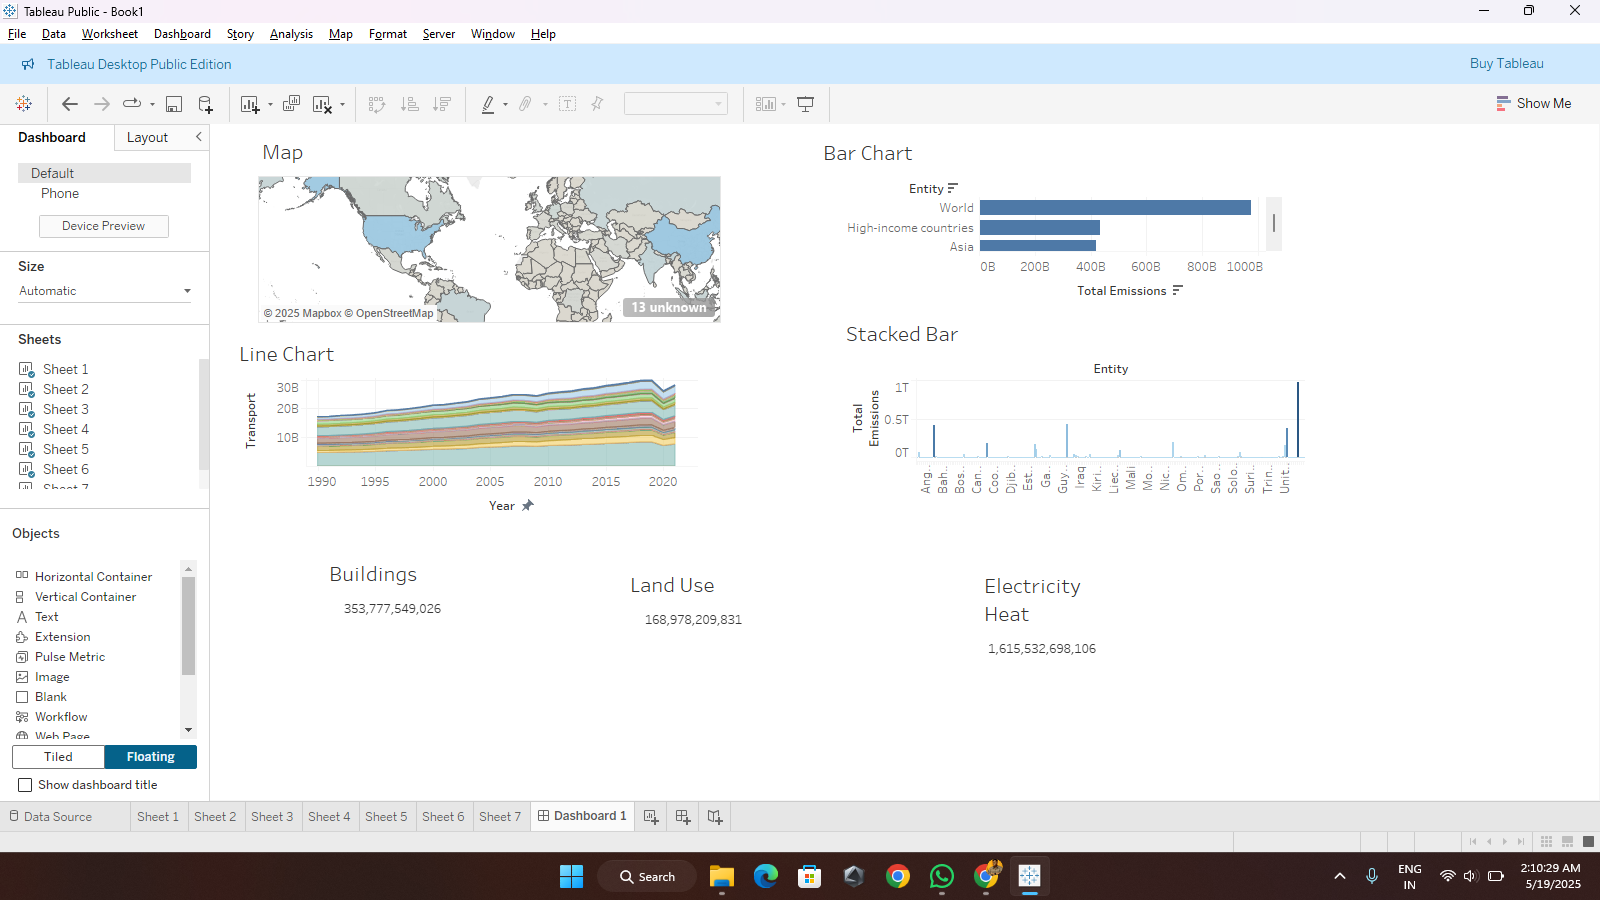 Tableau Public - Book1
File Data Worksheet Dashboard Story Analysis Map Format Server Window Help
Tableau Desktop Public Edition
Buy Tableau
Show Me
Dashboard
Layout
Default
Phone
Device Preview
Size
Automatic
Sheets
Sheet 1
Sheet 2
Sheet 3
Sheet 4
Sheet 5
Sheet 6
Sheet 7
Objects
Horizontal Container
Vertical Container
Text
Extension
Pulse Metric
Image
Blank
Workflow
Web Page
Tiled
Floating
Show dashboard title
Map
© 2025 Mapbox © OpenStreetMap
13 unknown
Bar Chart
Entity
World
High-income countries
Asia
0B 200B 400B 600B 800B 1000B
Total Emissions
Line Chart
Transport
30B
20B
10B
1990 1995 2000 2005 2010 2015 2020
Year
Stacked Bar
Entity
Total
Emissions
1T
0.5T
0T
Ang.. Bah.. Bos.. Can.. Coo.. Djib.. Est.. Ga.. Guy.. Iraq Kiri.. Liec.. Mali Mo.. Nic.. Om.. Por.. Sao.. Solo.. Suri.. Trin.. Unit..
Buildings
353,777,549,026
Land Use
168,978,209,831
Electricity
Heat
1,615,532,698,106
Data Source Sheet 1 Sheet 2 Sheet 3 Sheet 4 Sheet 5 Sheet 6 Sheet 7 Dashboard 1
Search
ENG
IN
2:10:29 AM
5/19/2025